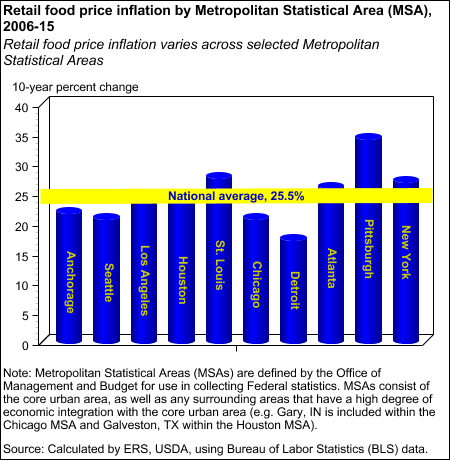 Retail food price inflation by Metropolitan Statistical Area (MSA),
2006-15
Retail food price inflation varies across selected Metropolitan
Statistical Areas
10-year percent change
40
35
30
25
20
15
10
5
0
National average, 25.5%
Anchorage
Seattle
Los Angeles
Houston
St. Louis
Chicago
Detroit
Atlanta
Pittsburgh
New York
Note: Metropolitan Statistical Areas (MSAs) are defined by the Office of
Management and Budget for use in collecting Federal statistics. MSAs consist of
the core urban area, as well as any surrounding areas that have a high degree of
economic integration with the core urban area (e.g. Gary, IN is included within the
Chicago MSA and Galveston, TX within the Houston MSA).
Source: Calculated by ERS, USDA, using Bureau of Labor Statistics (BLS) data.